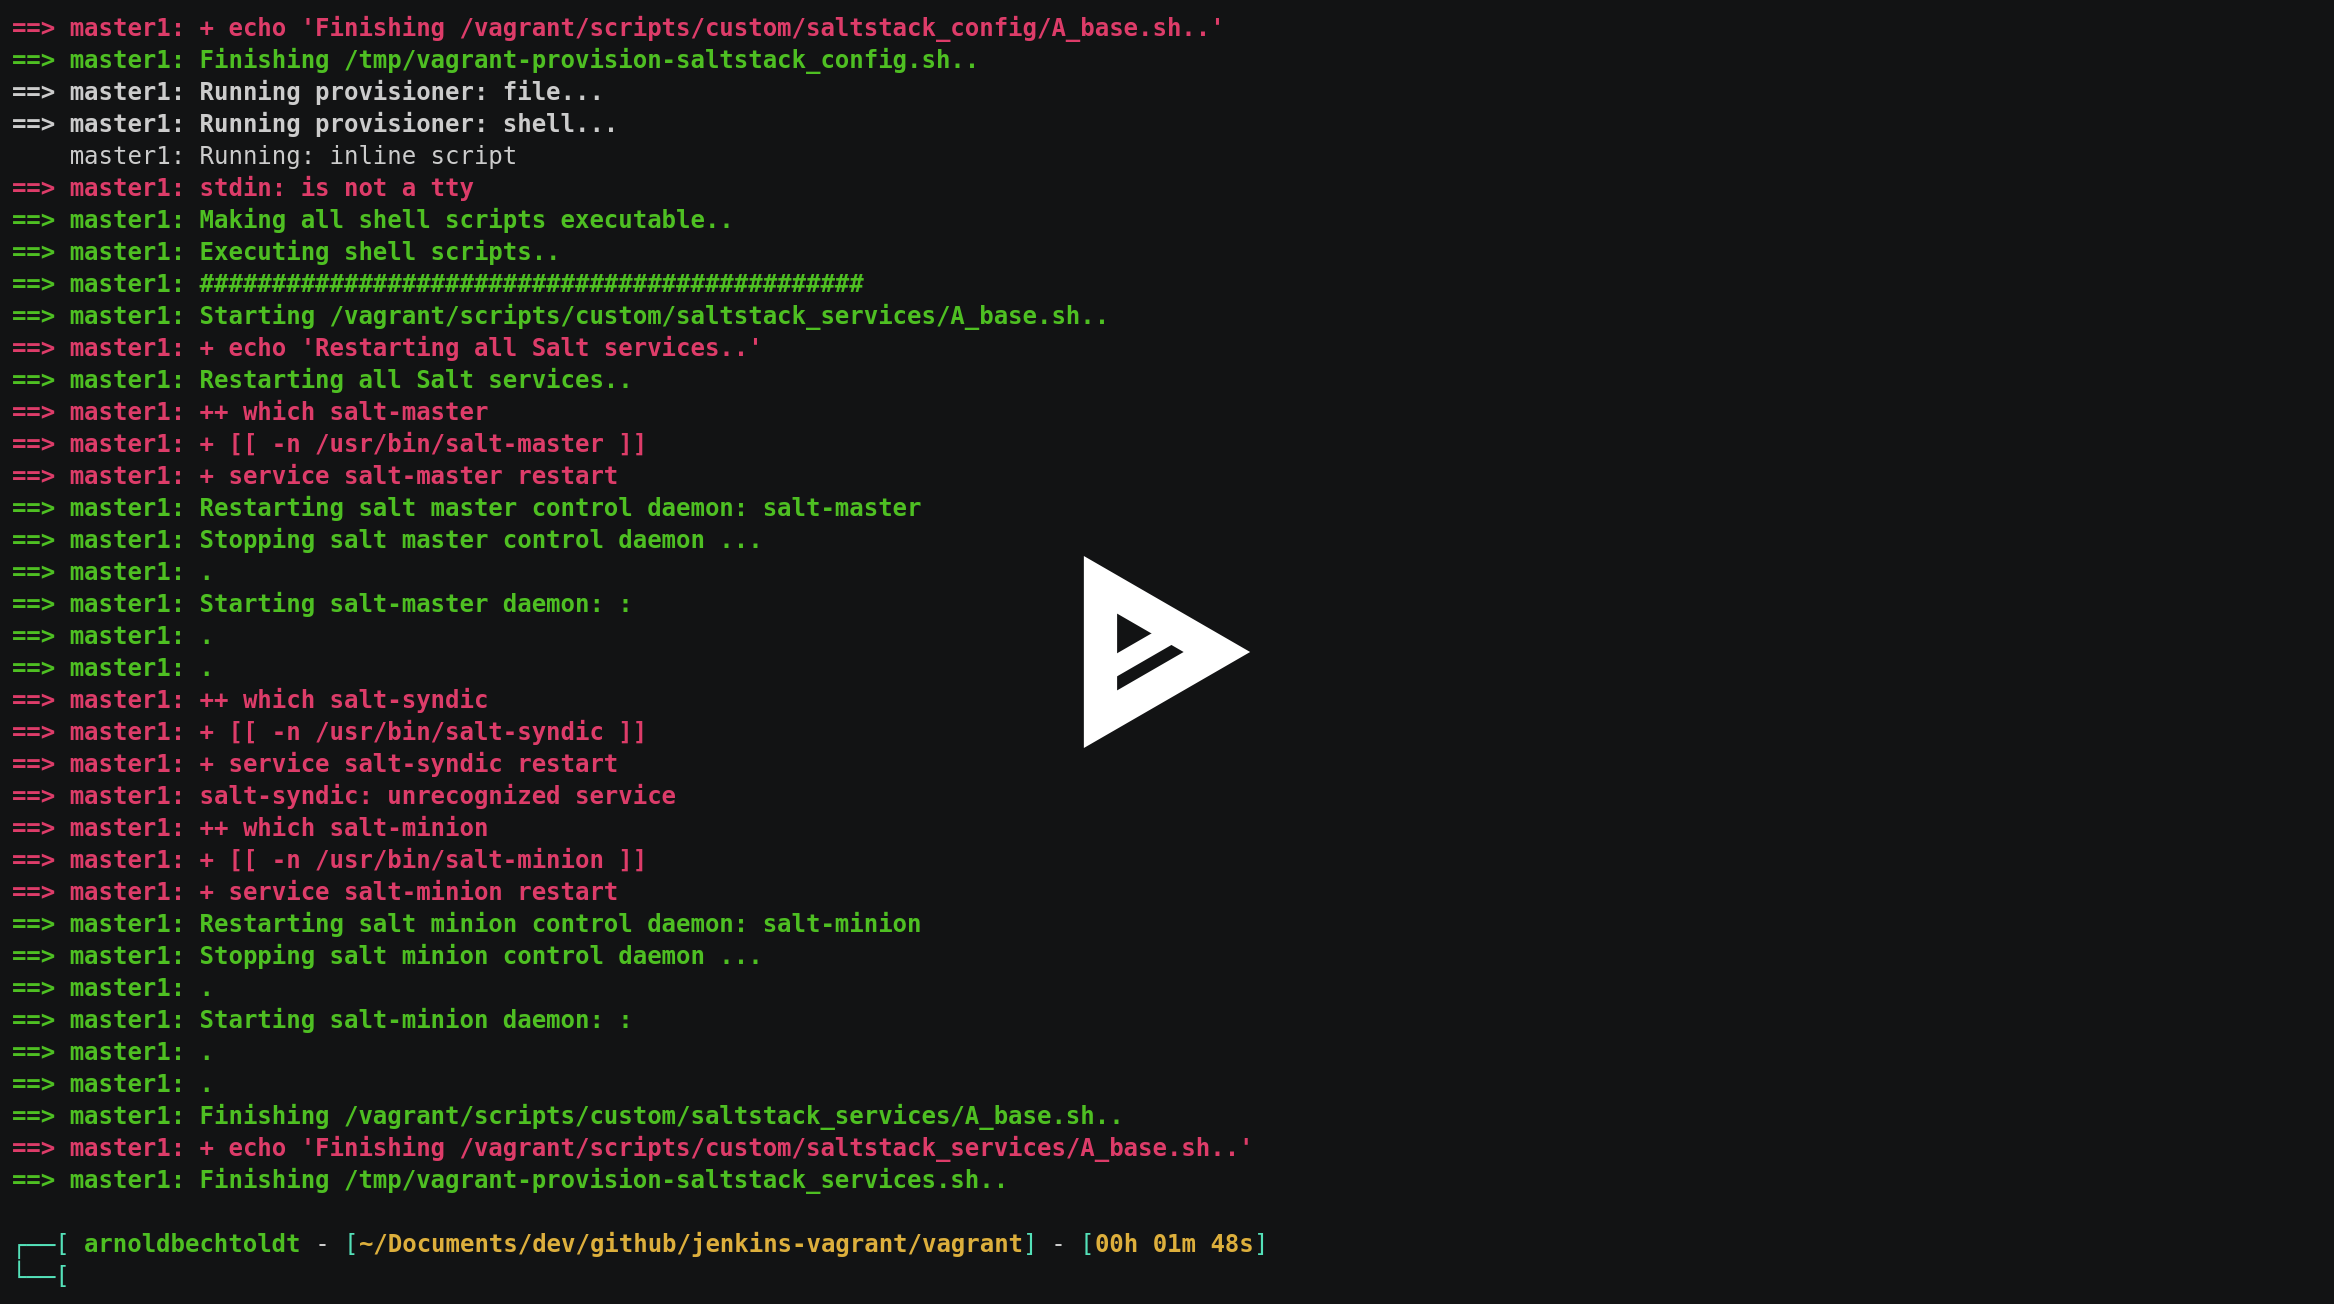 ==> master1: + echo 'Finishing /vagrant/scripts/custom/saltstack_config/A_base.sh..'
==> master1: Finishing /tmp/vagrant-provision-saltstack_config.sh..
==> master1: Running provisioner: file...
==> master1: Running provisioner: shell...
    master1: Running: inline script
==> master1: stdin: is not a tty
==> master1: Making all shell scripts executable..
==> master1: Executing shell scripts..
==> master1: ##############################################
==> master1: Starting /vagrant/scripts/custom/saltstack_services/A_base.sh..
==> master1: + echo 'Restarting all Salt services..'
==> master1: Restarting all Salt services..
==> master1: ++ which salt-master
==> master1: + [[ -n /usr/bin/salt-master ]]
==> master1: + service salt-master restart
==> master1: Restarting salt master control daemon: salt-master
==> master1: Stopping salt master control daemon ...
==> master1: .
==> master1: Starting salt-master daemon: :
==> master1: .
==> master1: .
==> master1: ++ which salt-syndic
==> master1: + [[ -n /usr/bin/salt-syndic ]]
==> master1: + service salt-syndic restart
==> master1: salt-syndic: unrecognized service
==> master1: ++ which salt-minion
==> master1: + [[ -n /usr/bin/salt-minion ]]
==> master1: + service salt-minion restart
==> master1: Restarting salt minion control daemon: salt-minion
==> master1: Stopping salt minion control daemon ...
==> master1: .
==> master1: Starting salt-minion daemon: :
==> master1: .
==> master1: .
==> master1: Finishing /vagrant/scripts/custom/saltstack_services/A_base.sh..
==> master1: + echo 'Finishing /vagrant/scripts/custom/saltstack_services/A_base.sh..'
==> master1: Finishing /tmp/vagrant-provision-saltstack_services.sh..
┌──[ arnoldbechtoldt - [~/Documents/dev/github/jenkins-vagrant/vagrant] - [00h 01m 48s]
└──[